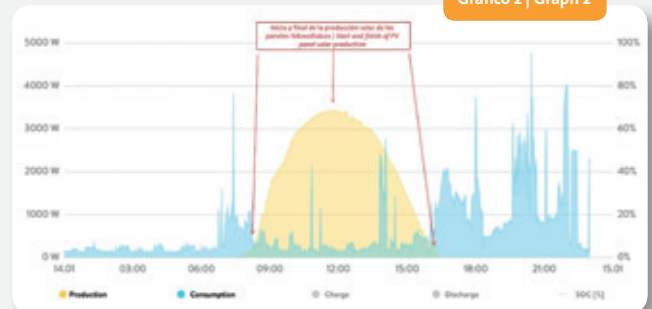 Gráfico 2 | Graph 2
Inicio y final de la producción solar de los
paneles fotovoltaicos | Start and finish of PV
panel solar production
5000 W 100%
4000 W 80%
3000 W 60%
2000 W 40%
1000 W 20%
0 W 0%
14.01 03:00 06:00 09:00 12:00 15:00 18:00 21:00 15.01
Production Consumption Charge Discharge SOC [%]